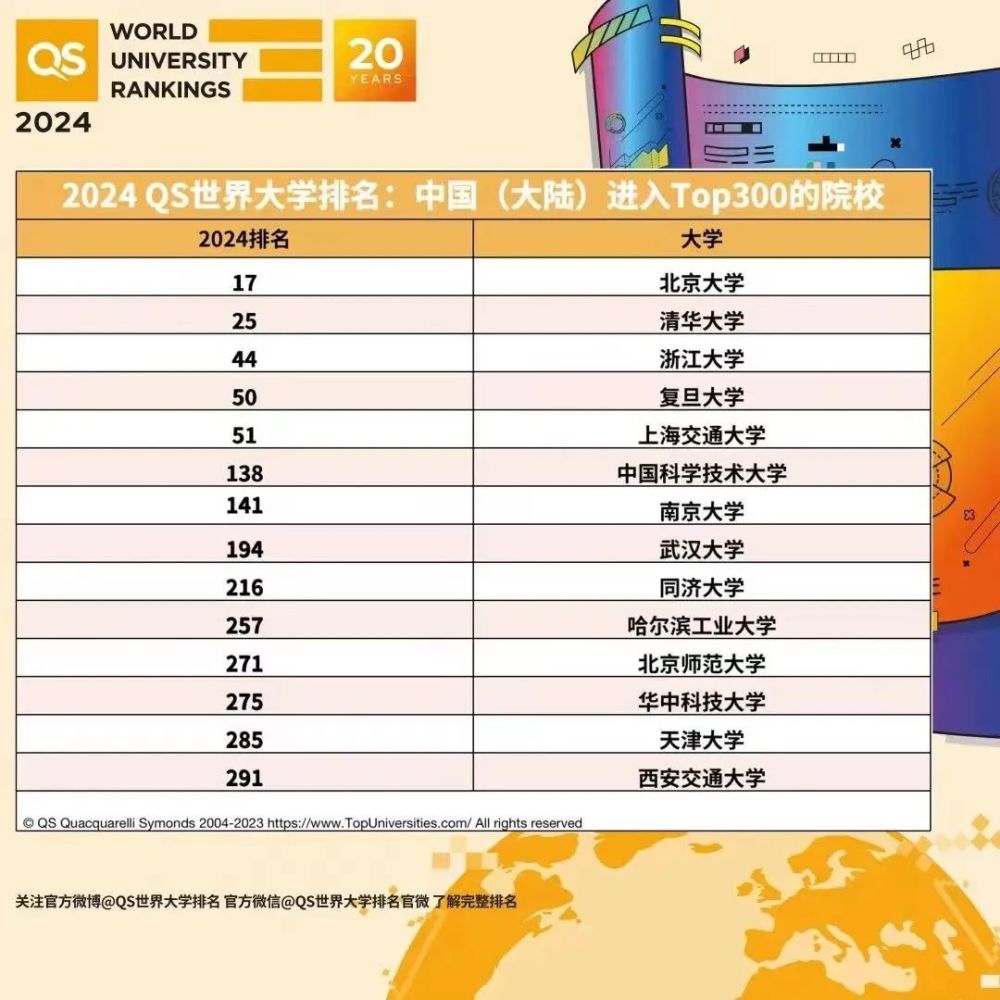 QS
WORLD
UNIVERSITY
RANKINGS
20
YEARS
2024
2024 QS世界大学排名：中国（大陆）进入Top300的院校
2024排名 大学
17 北京大学
25 清华大学
44 浙江大学
50 复旦大学
51 上海交通大学
138 中国科学技术大学
141 南京大学
194 武汉大学
216 同济大学
257 哈尔滨工业大学
271 北京师范大学
275 华中科技大学
285 天津大学
291 西安交通大学
© QS Quacquarelli Symonds 2004-2023 https://www.TopUniversities.com/ All rights reserved
关注官方微博@QS世界大学排名 官方微信@QS世界大学排名官微 了解完整排名